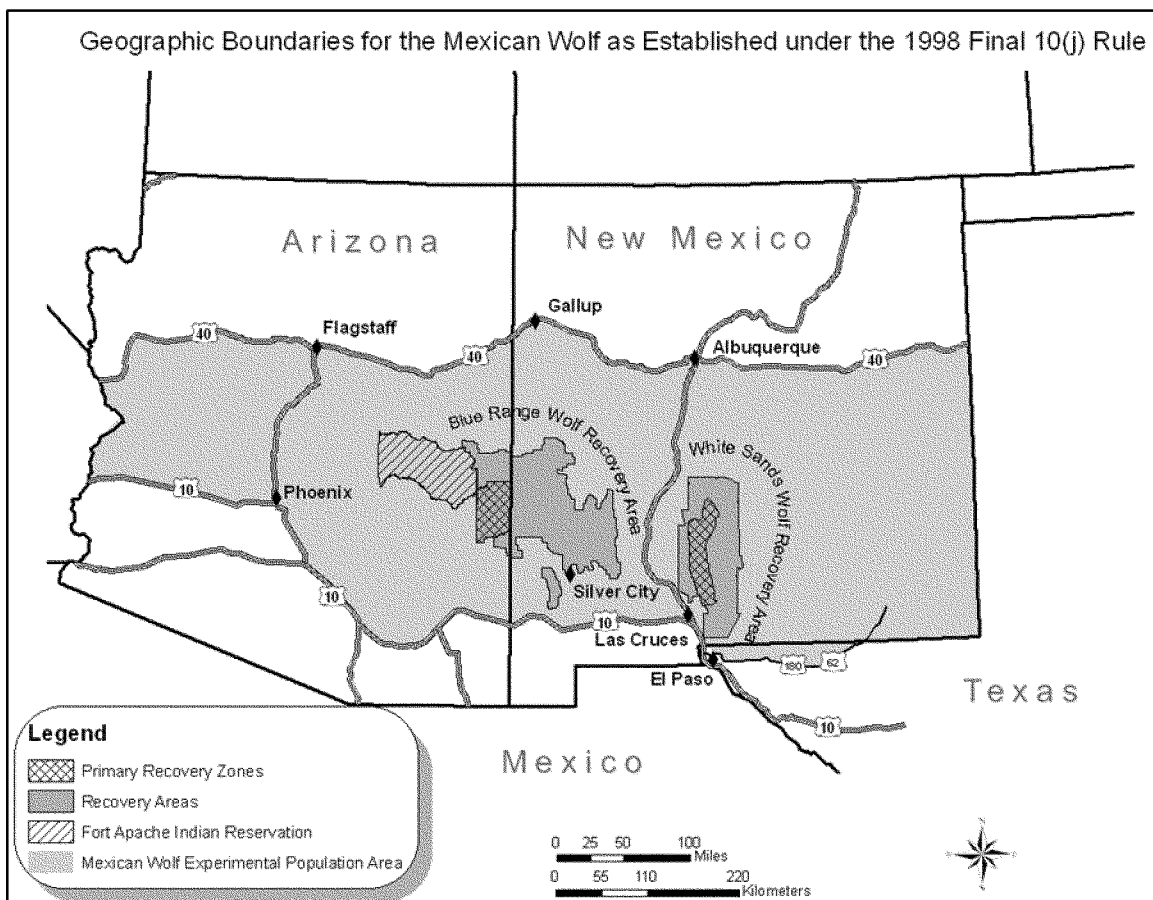 Geographic Boundaries for the Mexican Wolf as Established under the 1998 Final 10(j) Rule
Arizona
New Mexico
Gallup
Flagstaff
40
40
Albuquerque
40
Blue Range Wolf Recovery Area
White Sands Wolf Recovery Area
10
Phoenix
Silver City
10
10
Las Cruces
El Paso
180
62
Texas
10
Mexico
Legend
Primary Recovery Zones
Recovery Areas
Fort Apache Indian Reservation
Mexican Wolf Experimental Population Area
0 25 50 100
Miles
0 55 110 220
Kilometers